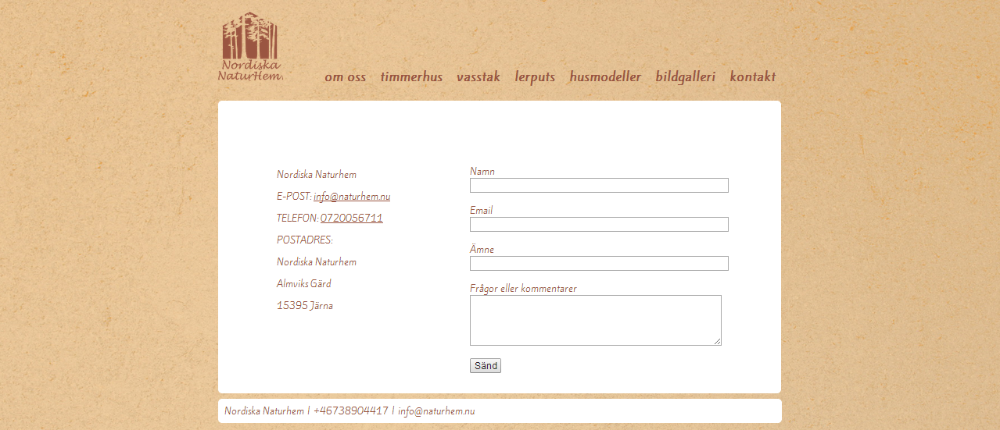 Nordiska
NaturHem
om oss timmerhus vasstak lerputs husmodeller bildgalleri kontakt
Nordiska Naturhem
E-POST: info@naturhem.nu
TELEFON: 0720056711
POSTADRES:
Nordiska Naturhem
Almviks Gärd
15395 Järna
Namn
Email
Ämne
Frågor eller kommentarer
Sänd
Nordiska Naturhem | +46738904417 | info@naturhem.nu